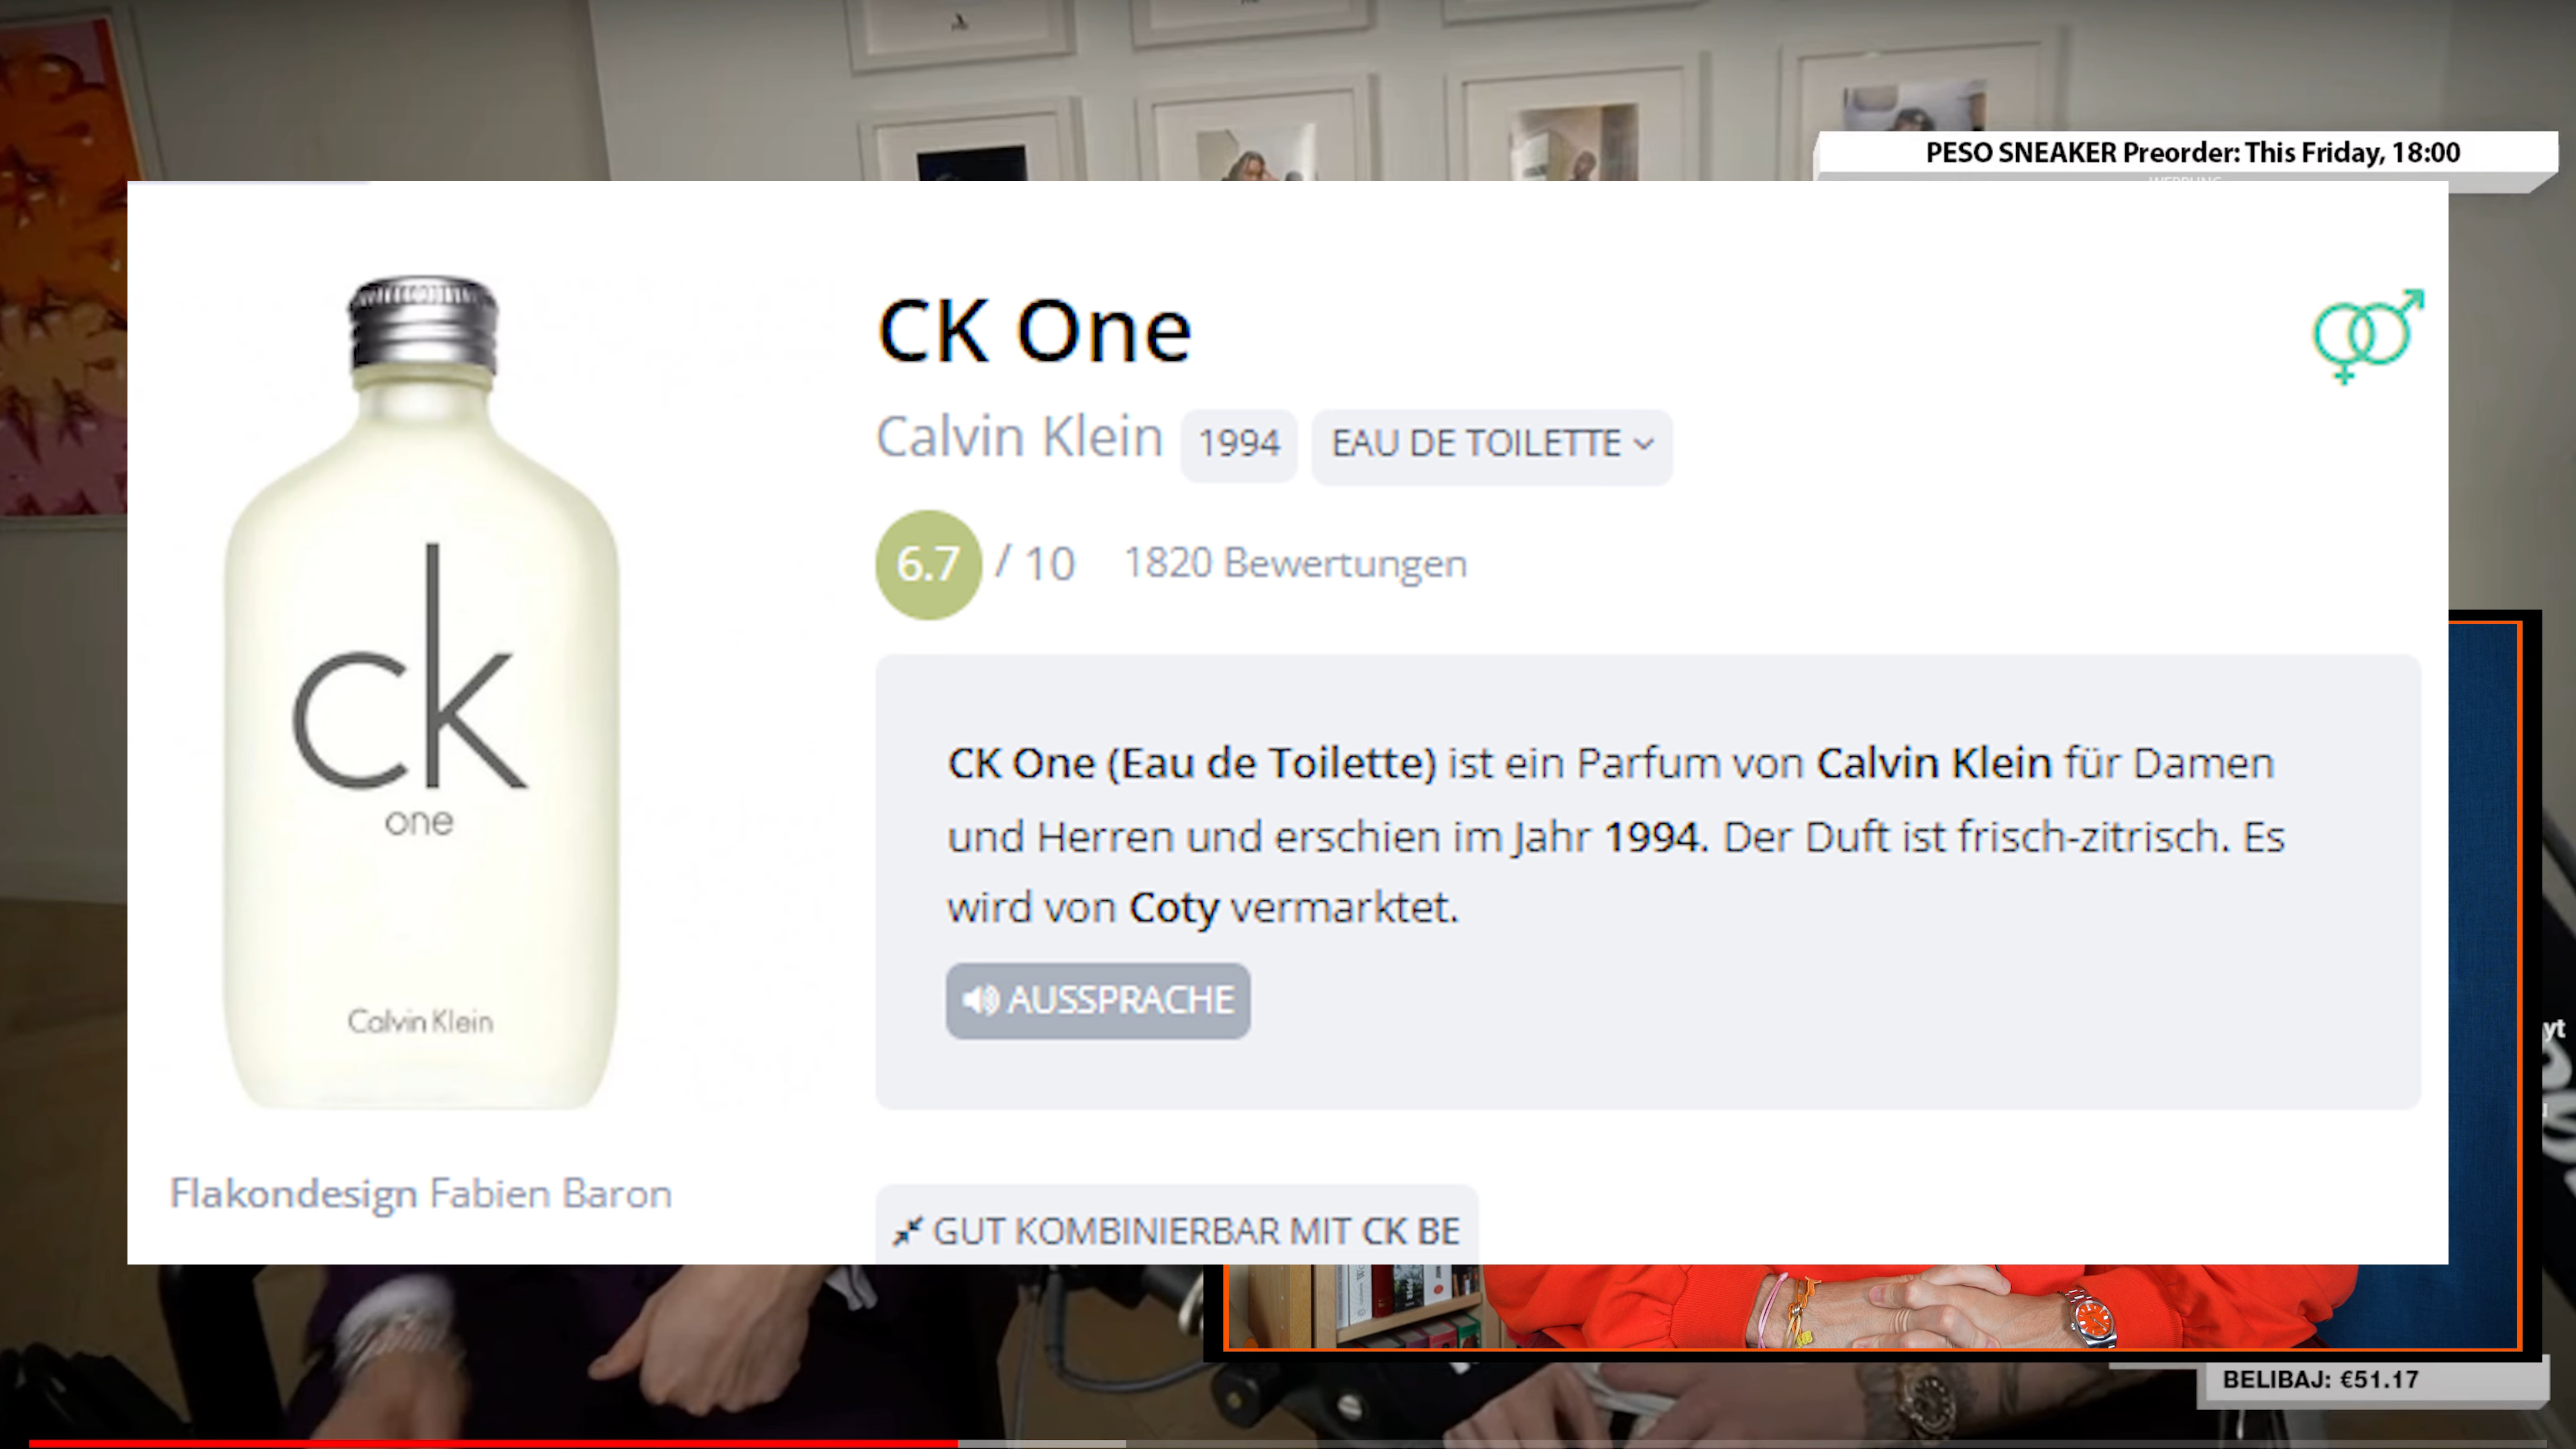 PESO SNEAKER Preorder: This Friday, 18:00
CK One
Calvin Klein 1994 EAU DE TOILETTE
6.7 / 10 1820 Bewertungen
ck
one
Calvin Klein
CK One (Eau de Toilette) ist ein Parfum von Calvin Klein für Damen
und Herren und erschien im Jahr 1994. Der Duft ist frisch-zitrisch. Es
wird von Coty vermarktet.
AUSSPRACHE
Flakondesign Fabien Baron
GUT KOMBINIERBAR MIT CK BE
yt
BELIBAJ: €51.17